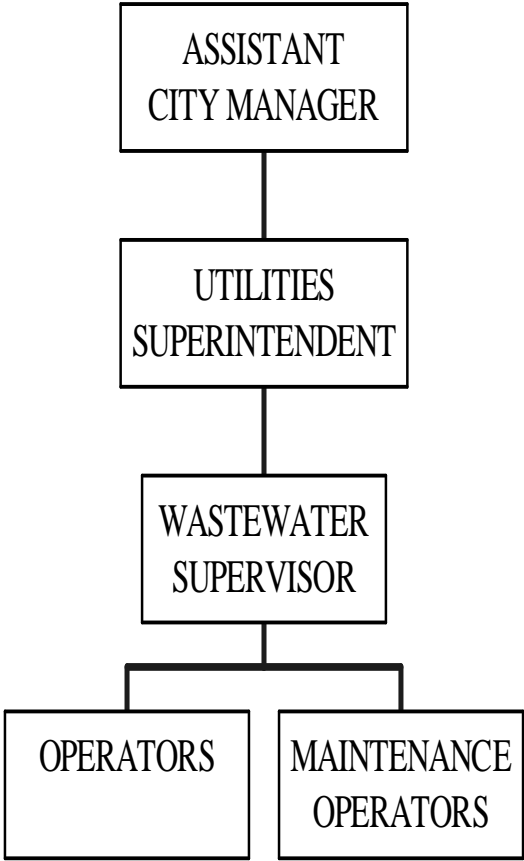 ASSISTANT
CITY MANAGER
UTILITIES
SUPERINTENDENT
WASTEWATER
SUPERVISOR
OPERATORS
MAINTENANCE
OPERATORS